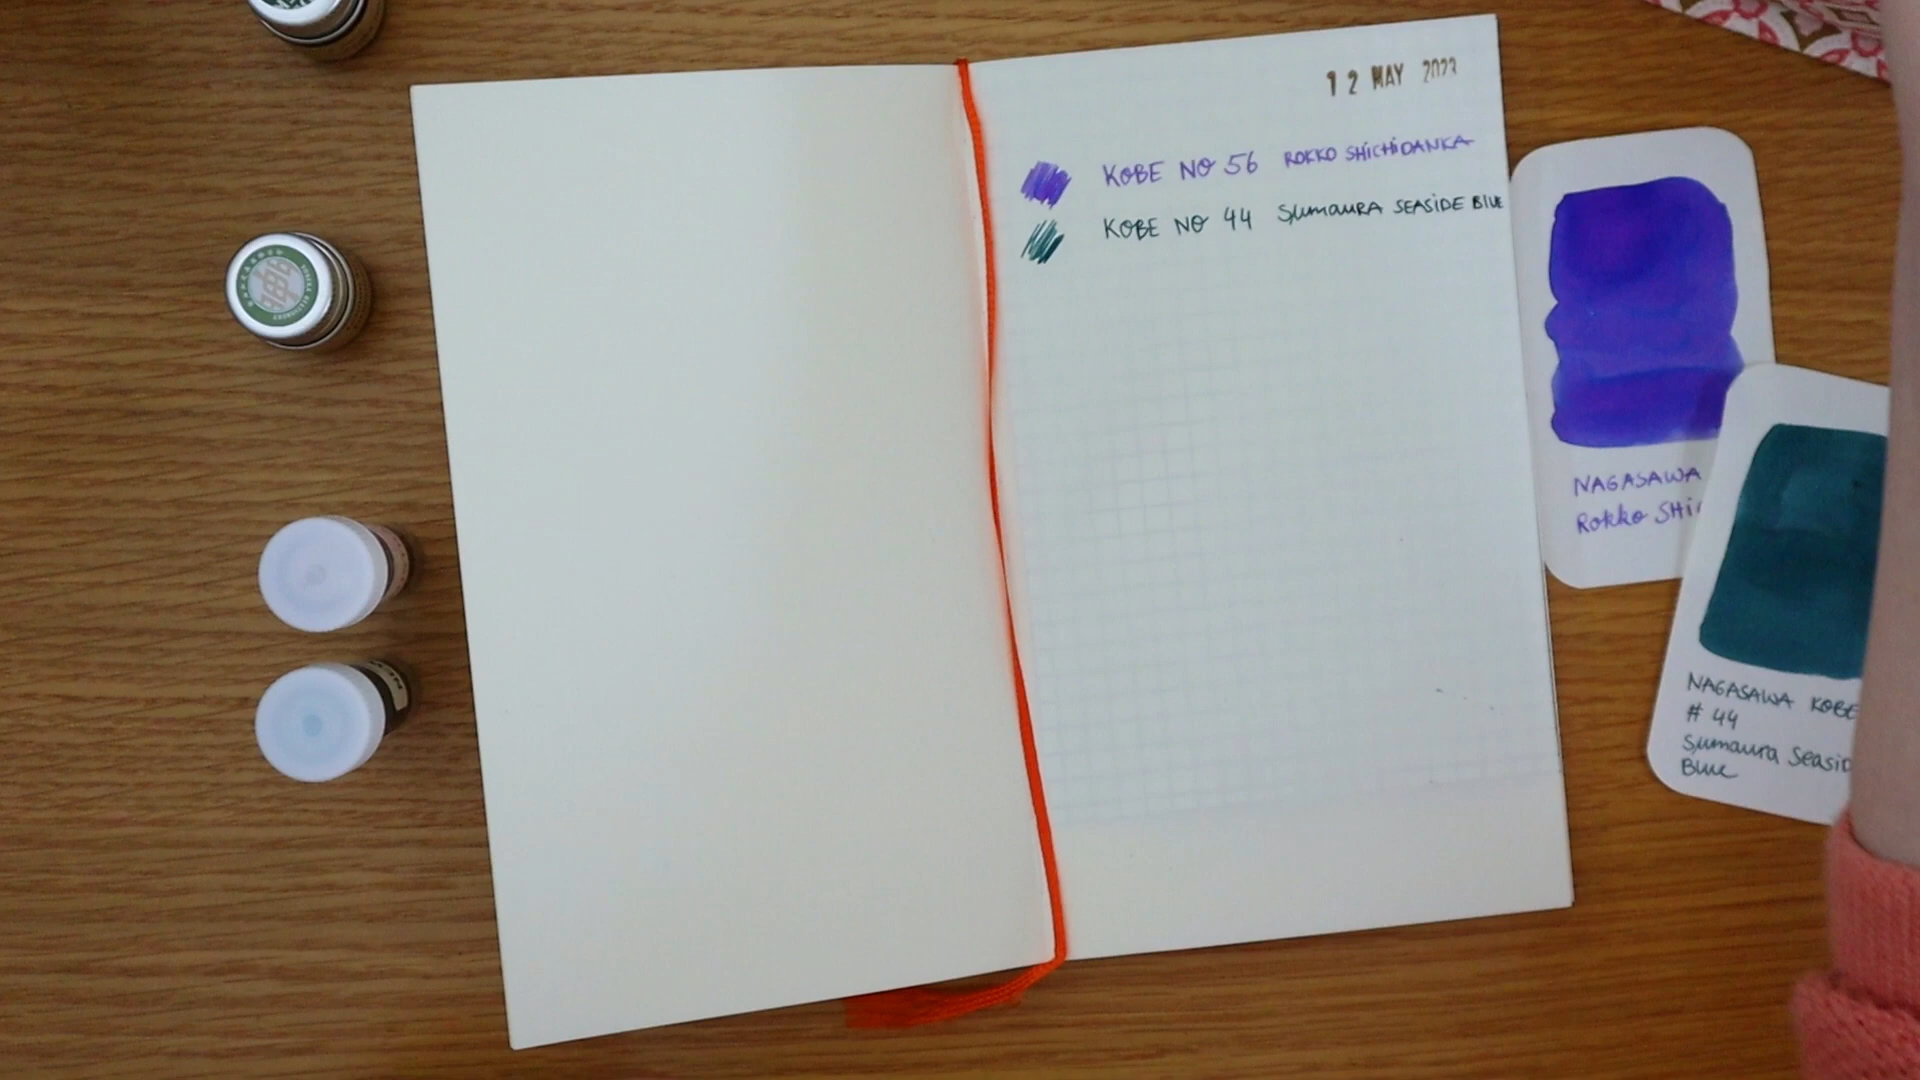 12 MAY 2023
KOBE NO 56 ROKKO SHICHIDANKA
KOBE NO 44 SUMAURA SEASIDE BLUE
NAGASAWA
Rokko SHi
NAGASAWA KOBE
# 44
Sumaura Seasid
Blue